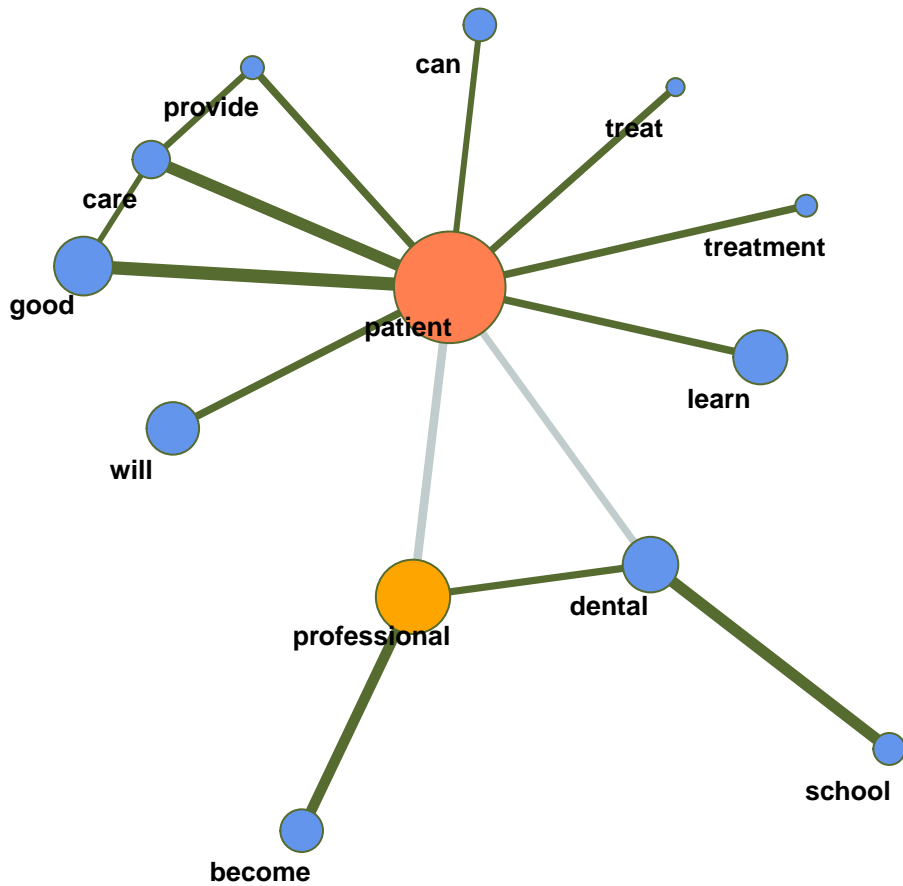 can
provide
treat
care
treatment
good
patient
learn
will
dental
professional
school
become